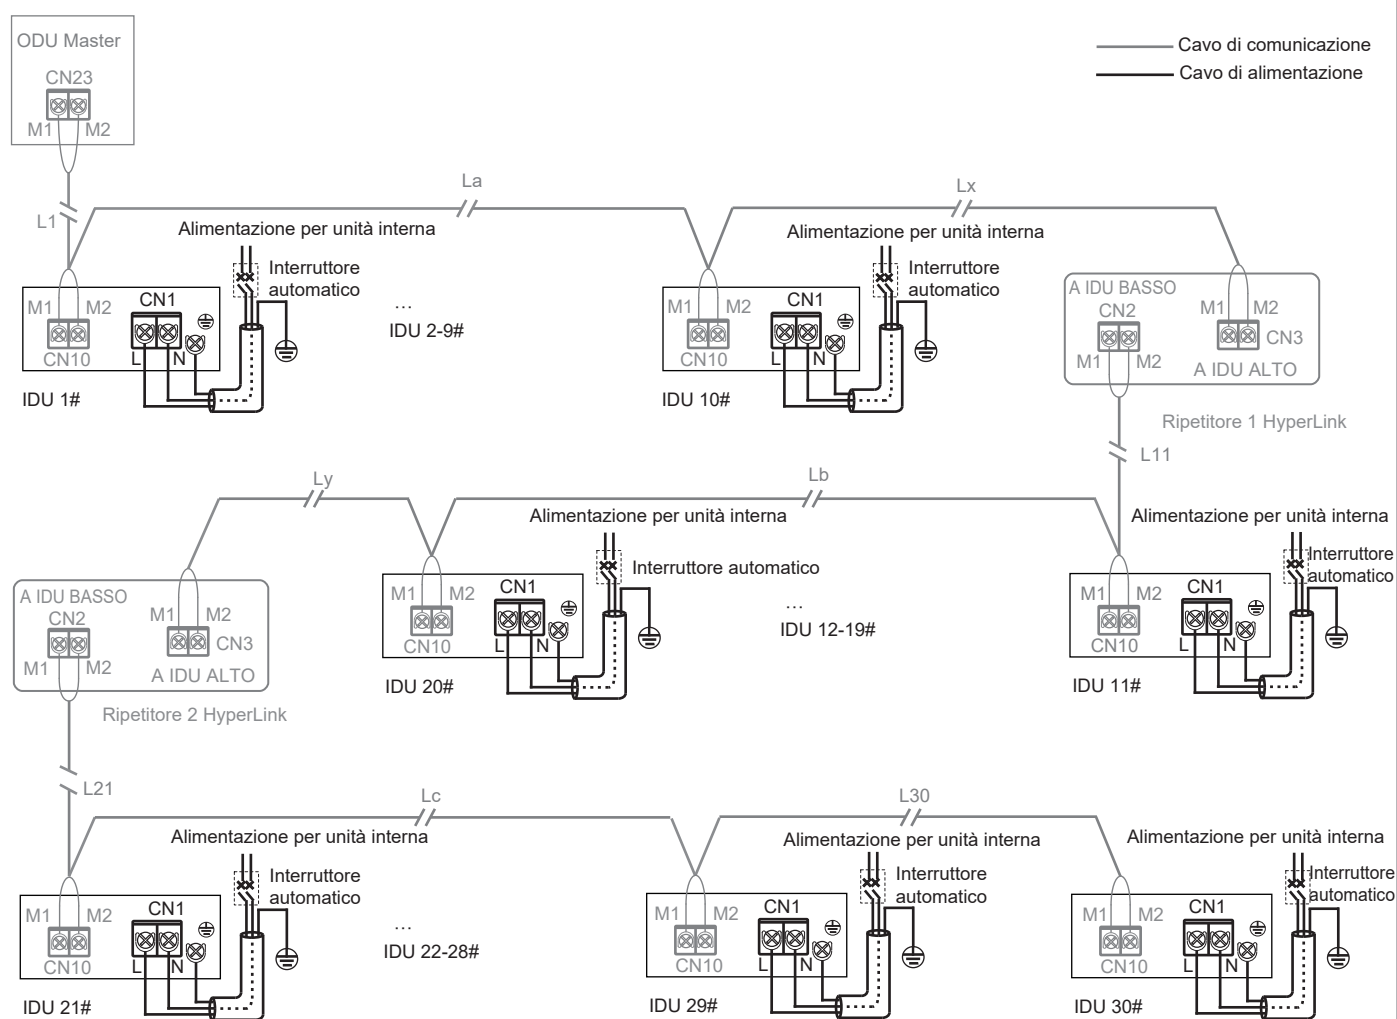 ODU Master
CN23
M1 M2
Cavo di comunicazione
Cavo di alimentazione
L1
La
Lx
Alimentazione per unità interna
Interruttore
automatico
M1 M2
CN1
CN10
L N
IDU 1#
...
IDU 2-9#
Alimentazione per unità interna
Interruttore
automatico
M1 M2
CN1
CN10
L N
IDU 10#
A IDU BASSO
CN2
M1 M2
M1 M2
CN3
A IDU ALTO
Ripetitore 1 HyperLink
L11
Ly
Lb
A IDU BASSO
CN2
M1 M2
M1 M2
CN3
A IDU ALTO
Ripetitore 2 HyperLink
Alimentazione per unità interna
Interruttore automatico
M1 M2
CN1
CN10
L N
IDU 20#
...
IDU 12-19#
Alimentazione per unità interna
Interruttore
automatico
M1 M2
CN1
CN10
L N
IDU 11#
L21
Lc
L30
Alimentazione per unità interna
Interruttore
automatico
M1 M2
CN1
CN10
L N
IDU 21#
...
IDU 22-28#
Alimentazione per unità interna
Interruttore
automatico
M1 M2
CN1
CN10
L N
IDU 29#
Alimentazione per unità interna
Interruttore
automatico
M1 M2
CN1
CN10
L N
IDU 30#